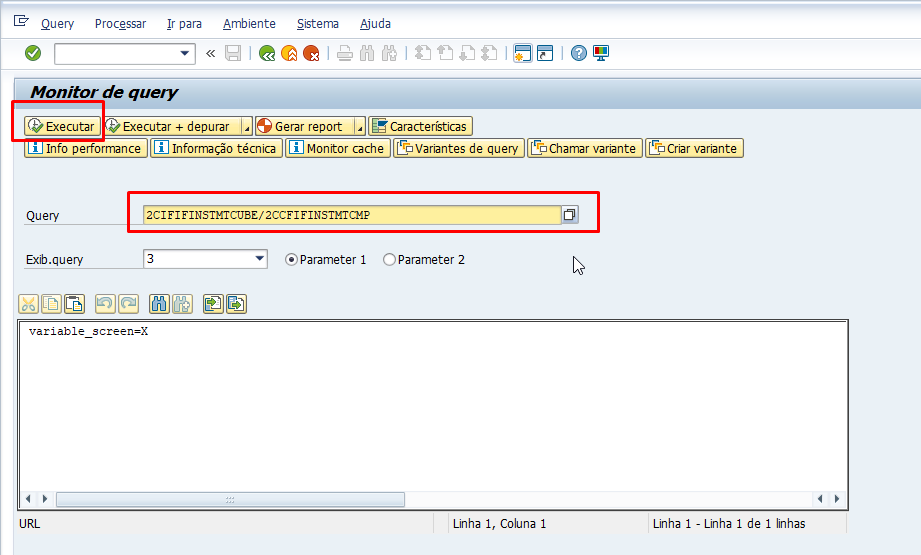 Query Processar Ir para Ambiente Sistema Ajuda
Monitor de query
Executar Executar + depurar Gerar report Características
Info performance Informação técnica Monitor cache Variantes de query Chamar variante Criar variante
Query 2CIFIFINSTMTCUBE/2CCFIFINSTMTCMP
Exib.query 3 Parameter 1 Parameter 2
variable_screen=X
URL Linha 1, Coluna 1 Linha 1 - Linha 1 de 1 linhas